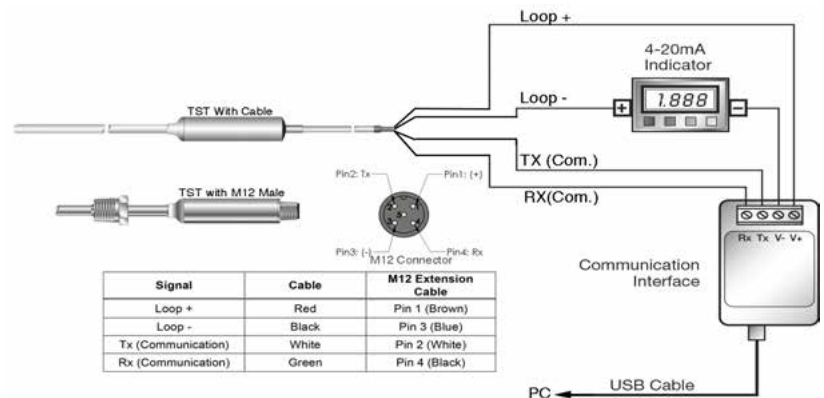 Loop +
4-20mA
Indicator
TST With Cable
Loop -
+
1.888
−
TX (Com.)
TST with M12 Male
Pin2: Tx
Pin1: (+)
RX(Com.)
Pin3: (-)
Pin4: Rx
M12 Connector
Rx Tx V- V+
Communication
Interface
Signal Cable M12 Extension
Cable
Loop + Red Pin 1 (Brown)
Loop - Black Pin 3 (Blue)
Tx (Communication) White Pin 2 (White)
Rx (Communication) Green Pin 4 (Black)
PC
USB Cable